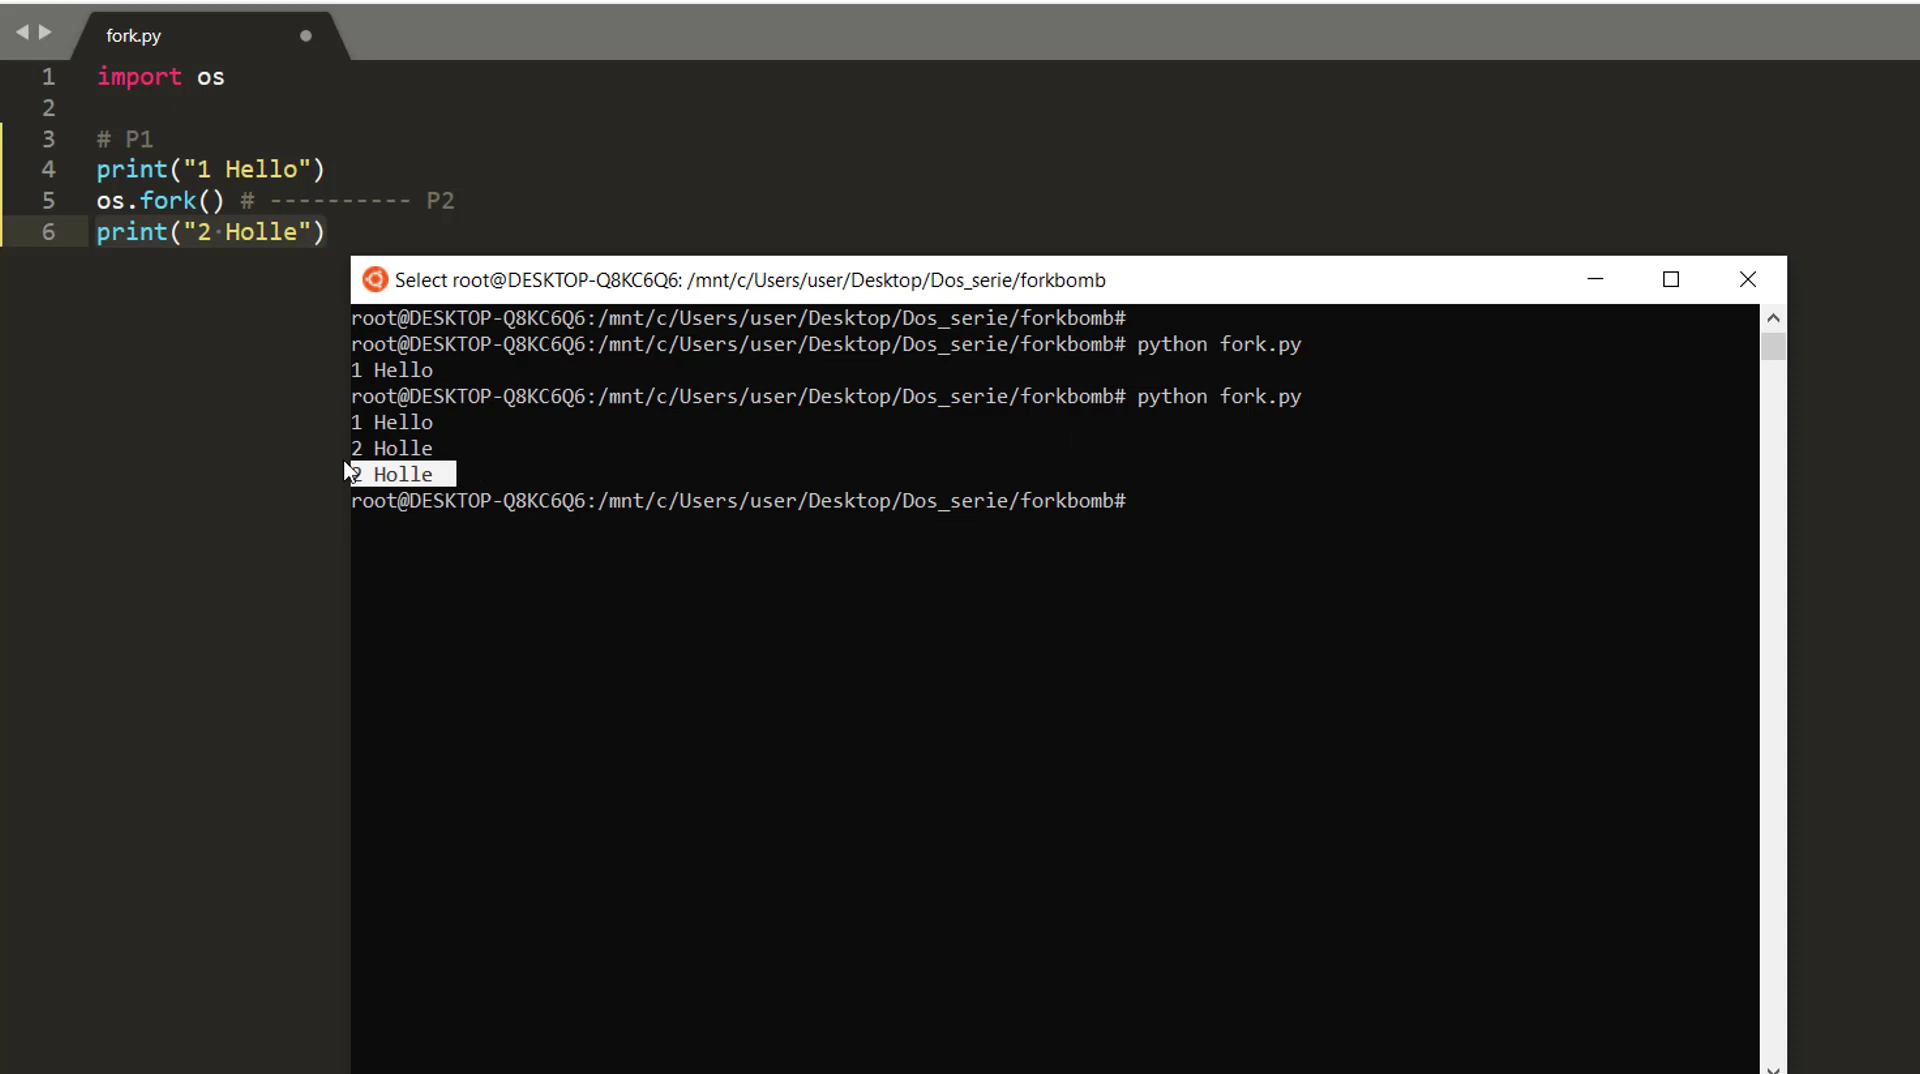 fork.py
1 import os
2
3 # P1
4 print("1 Hello")
5 os.fork() # ---------- P2
6 print("2 Holle")
Select root@DESKTOP-Q8KC6Q6: /mnt/c/Users/user/Desktop/Dos_serie/forkbomb
root@DESKTOP-Q8KC6Q6:/mnt/c/Users/user/Desktop/Dos_serie/forkbomb#
root@DESKTOP-Q8KC6Q6:/mnt/c/Users/user/Desktop/Dos_serie/forkbomb# python fork.py
1 Hello
root@DESKTOP-Q8KC6Q6:/mnt/c/Users/user/Desktop/Dos_serie/forkbomb# python fork.py
1 Hello
2 Holle
2 Holle
root@DESKTOP-Q8KC6Q6:/mnt/c/Users/user/Desktop/Dos_serie/forkbomb#